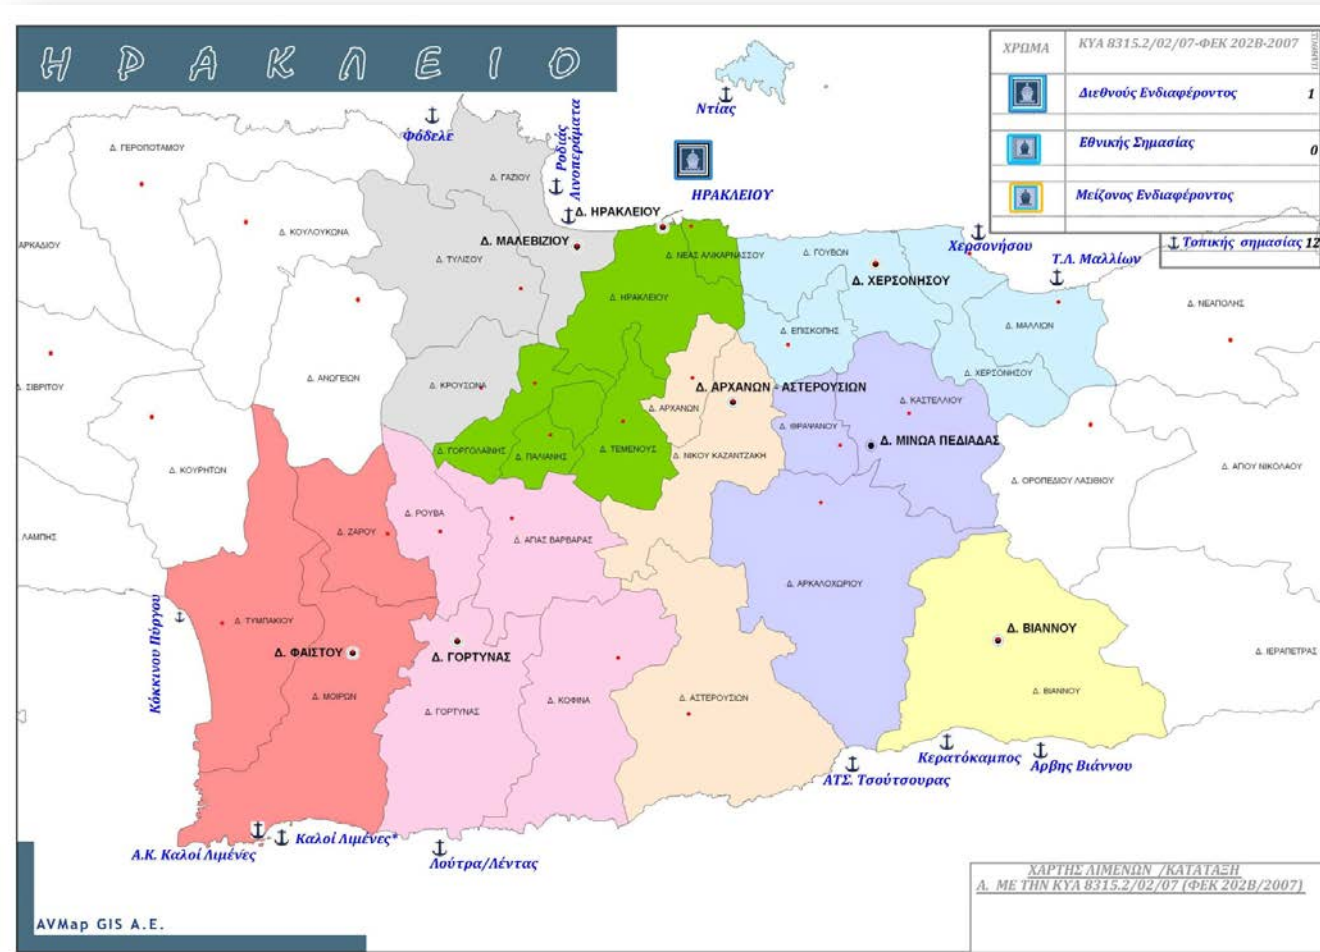 ΗΡΑΚΛΕΙΟ
ΧΡΩΜΑ
ΚΥΑ 8315.2/02/07-ΦΕΚ 202Β-2007
Διεθνούς Ενδιαφέροντος 1
Εθνικής Σημασίας 0
Μείζονος Ενδιαφέροντος
Τοπικής σημασίας 12
Ντίας
Φόδελε
Ροδιάς
Λινοπεράματα
ΗΡΑΚΛΕΙΟΥ
Χερσονήσου
Τ.Λ. Μαλλίων
Δ. ΓΕΡΟΠΟΤΑΜΟΥ
Δ. ΓΑΖΙΟΥ
Δ. ΗΡΑΚΛΕΙΟΥ
Δ. ΚΟΥΛΟΥΚΩΝΑ
Δ. ΜΑΛΕΒΙΖΙΟΥ
ΑΡΚΑΔΙΟΥ
Δ. ΤΥΛΙΣΟΥ
Δ. ΝΕΑΣ ΑΛΙΚΑΡΝΑΣΣΟΥ
Δ. ΓΟΥΒΩΝ
Δ. ΧΕΡΣΟΝΗΣΟΥ
Δ. ΗΡΑΚΛΕΙΟΥ
Δ. ΝΕΑΠΟΛΗΣ
Δ. ΕΠΙΣΚΟΠΗΣ
Δ. ΜΑΛΛΙΩΝ
Δ. ΣΙΒΡΙΤΟΥ
Δ. ΑΝΩΓΕΙΩΝ
Δ. ΚΡΟΥΣΩΝΑ
Δ. ΧΕΡΣΟΝΗΣΟΥ
Δ. ΑΡΧΑΝΩΝ - ΑΣΤΕΡΟΥΣΙΩΝ
Δ. ΑΡΧΑΝΩΝ
Δ. ΚΑΣΤΕΛΛΙΟΥ
Δ. ΘΡΑΨΑΝΟΥ
Δ. ΜΙΝΩΑ ΠΕΔΙΑΔΑΣ
Δ. ΓΟΡΓΟΛΑΙΝΗΣ
Δ. ΠΑΛΙΑΝΗΣ
Δ. ΤΕΜΕΝΟΥΣ
Δ. ΝΙΚΟΥ ΚΑΖΑΝΤΖΑΚΗ
Δ. ΚΟΥΡΗΤΩΝ
Δ. ΑΓΙΟΥ ΝΙΚΟΛΑΟΥ
Δ. ΟΡΟΠΕΔΙΟΥ ΛΑΣΙΘΙΟΥ
Δ. ΡΟΥΒΑ
Δ. ΖΑΡΟΥ
Δ. ΑΓΙΑΣ ΒΑΡΒΑΡΑΣ
ΛΑΜΠΗΣ
Δ. ΑΡΚΑΛΟΧΩΡΙΟΥ
Κόκκινου Πύργου
Δ. ΤΥΜΠΑΚΙΟΥ
Δ. ΦΑΙΣΤΟΥ
Δ. ΓΟΡΤΥΝΑΣ
Δ. ΒΙΑΝΝΟΥ
Δ. ΙΕΡΑΠΕΤΡΑΣ
Δ. ΜΟΙΡΩΝ
Δ. ΓΟΡΤΥΝΑΣ
Δ. ΚΟΦΙΝΑ
Δ. ΑΣΤΕΡΟΥΣΙΩΝ
Δ. ΒΙΑΝΝΟΥ
Κερατόκαμπος
Αρβης Βιάννου
ΑΤΣ. Τσούτσουρας
Α.Κ. Καλοί Λιμένες
Καλοί Λιμένες*
Λούτρα/Λέντας
ΧΑΡΤΗΣ ΛΙΜΕΝΩΝ /ΚΑΤΑΤΑΞΗ
Α. ΜΕ ΤΗΝ ΚΥΑ 8315.2/02/07 (ΦΕΚ 202Β/2007)
AVMap GIS A.E.